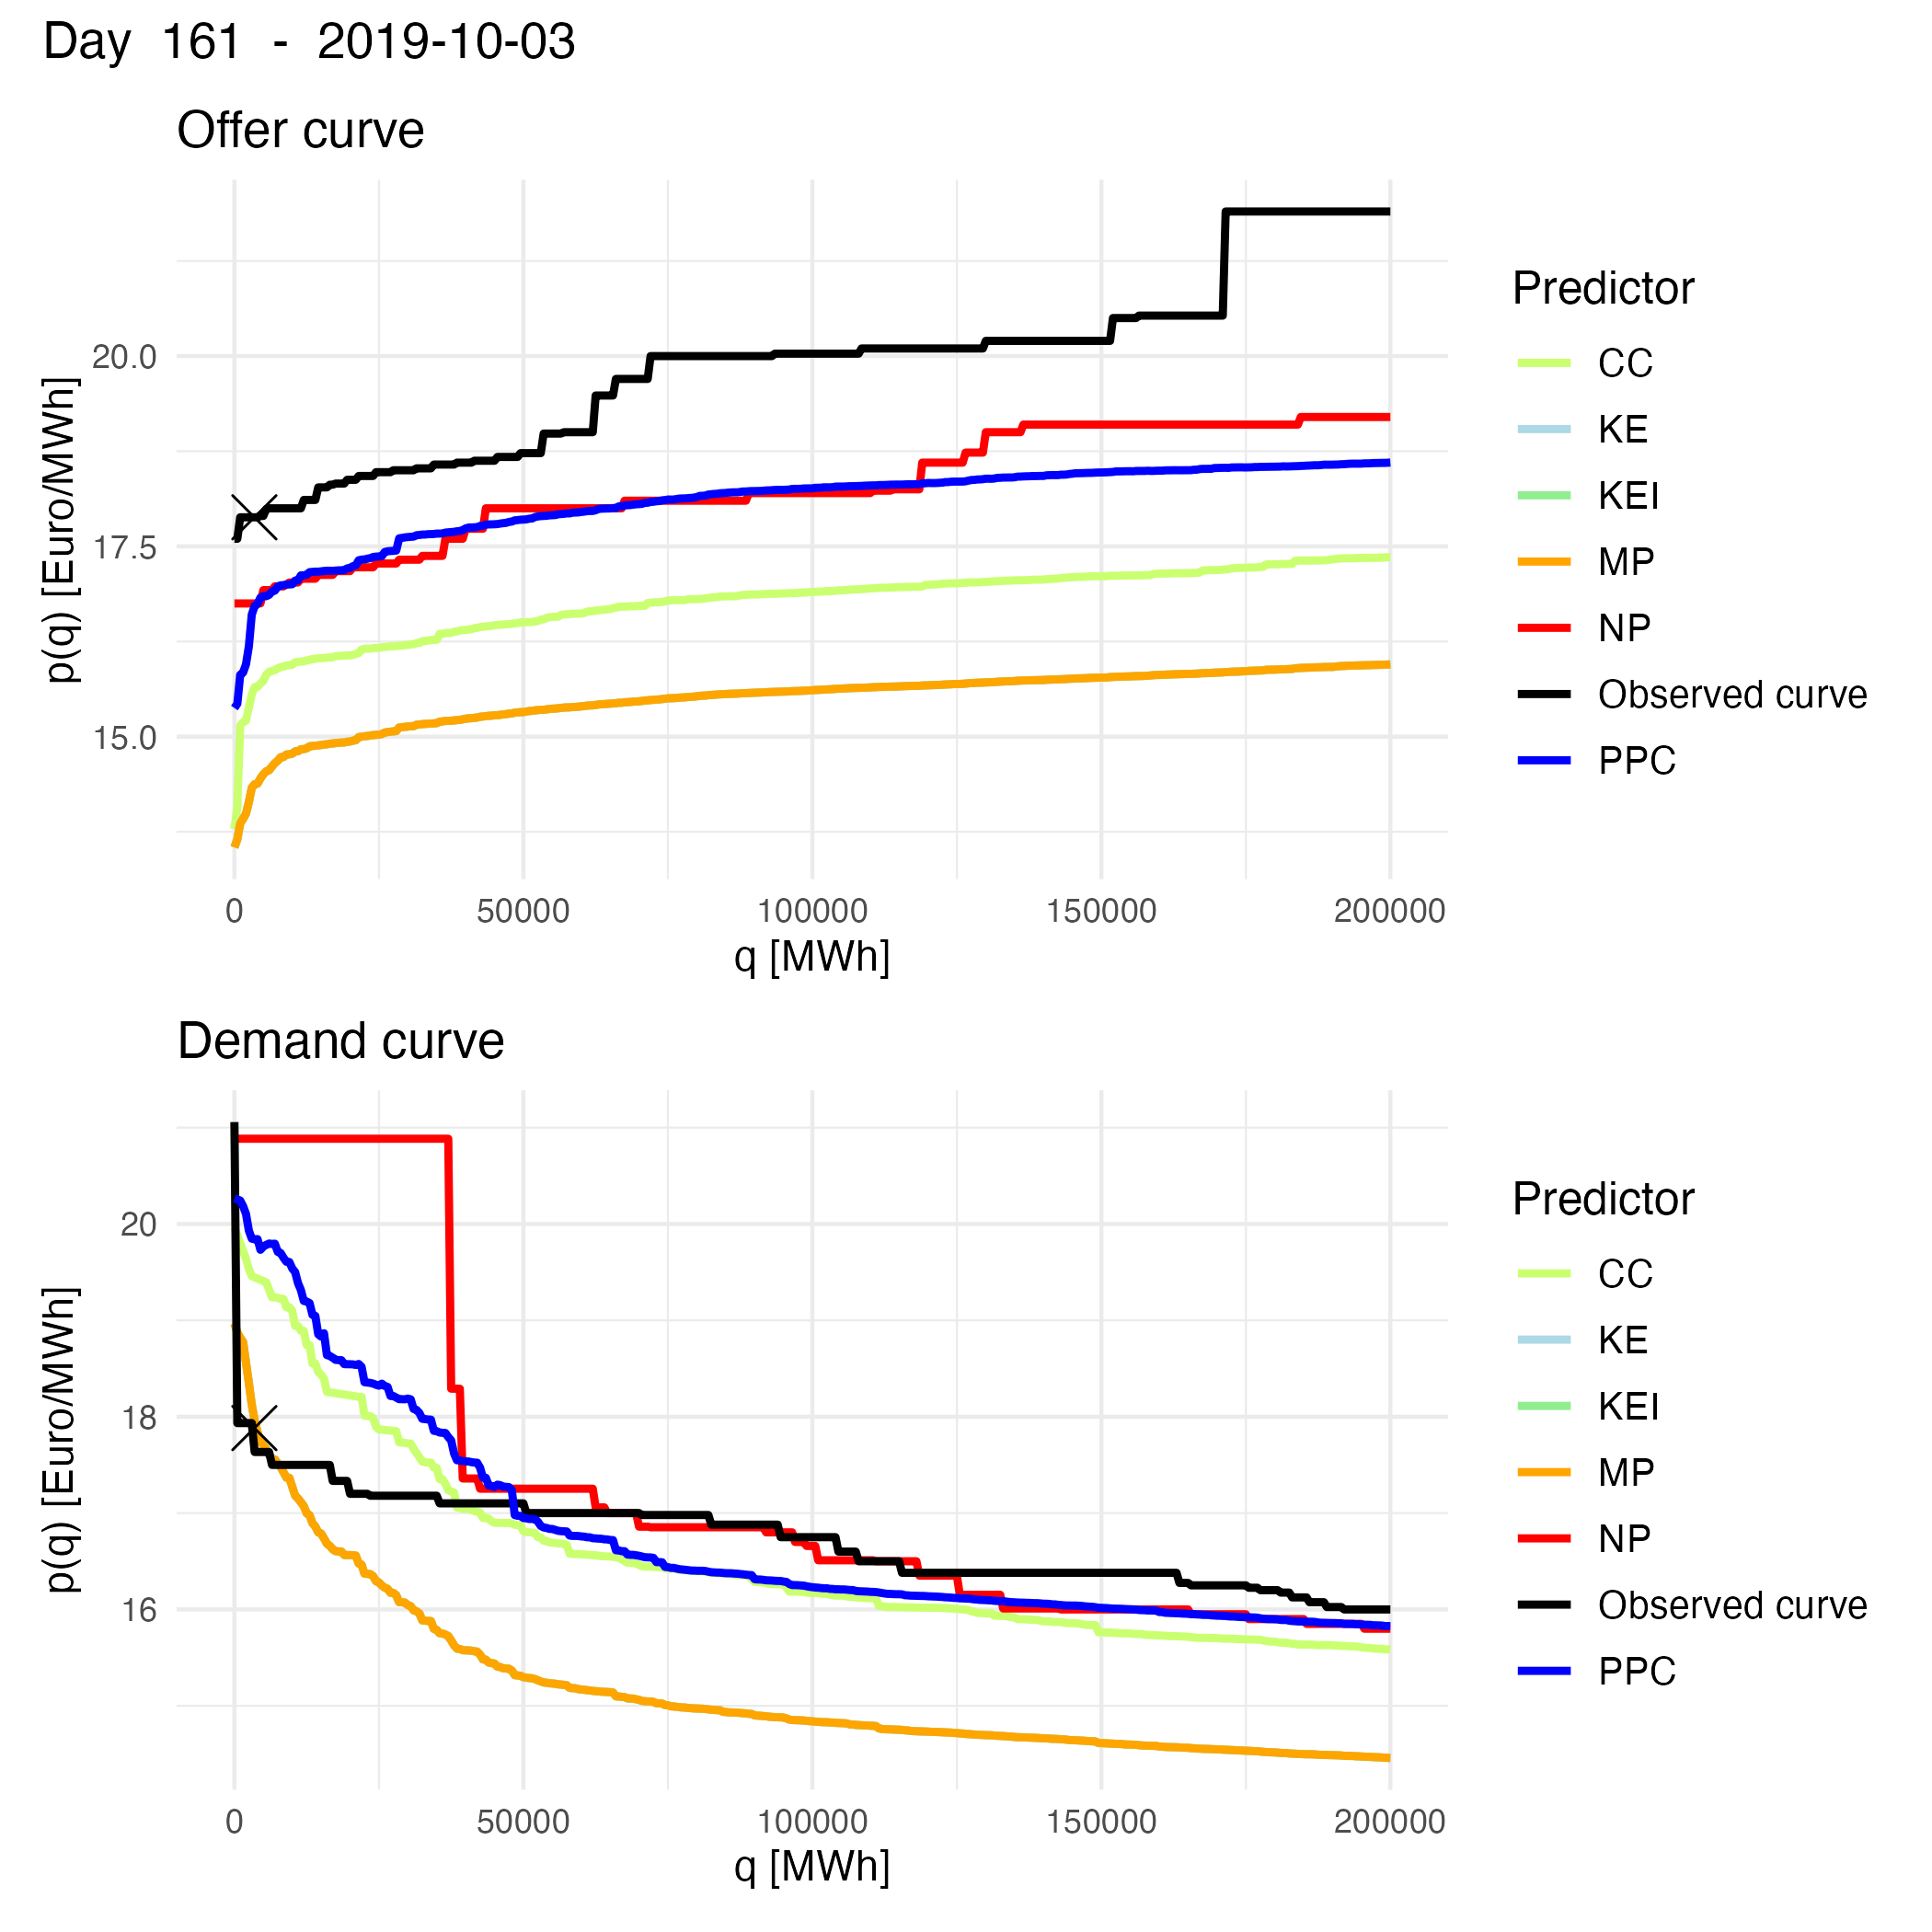 Day 161 - 2019-10-03
Offer curve
p(q) [Euro/MWh]
20.0
17.5
15.0
0 50000 100000 150000 200000
q [MWh]
Predictor
CC
KE
KEI
MP
NP
Observed curve
PPC
Demand curve
p(q) [Euro/MWh]
20
18
16
0 50000 100000 150000 200000
q [MWh]
Predictor
CC
KE
KEI
MP
NP
Observed curve
PPC